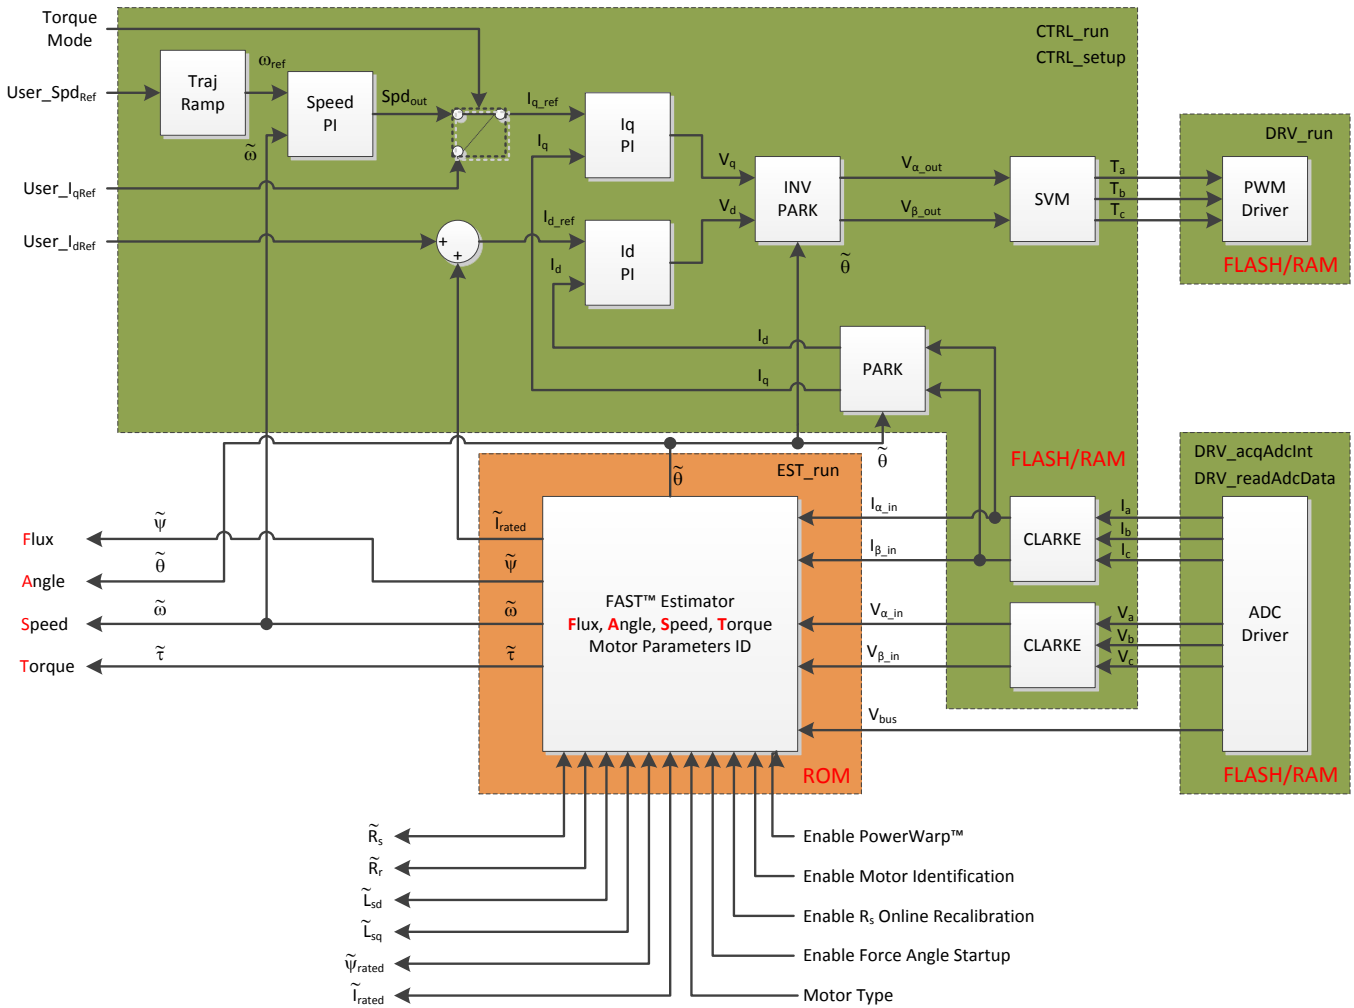 Torque
Mode
CTRL_run
CTRL_setup
User_SpdRef
Traj
Ramp
ωref
Speed
PI
ω̃
Spdout
Iq_ref
Iq
Iq
PI
User_IqRef
User_IdRef
+
+
Id_ref
Id
Id
PI
Vq
Vd
INV
PARK
θ̃
Vα_out
Vβ_out
SVM
Ta
Tb
Tc
DRV_run
PWM
Driver
FLASH/RAM
Id
Iq
PARK
θ̃
FLASH/RAM
EST_run
θ̃
Ĩrated
ψ̃
ω̃
τ̃
FAST™ Estimator
Flux, Angle, Speed, Torque
Motor Parameters ID
ROM
Flux
ψ̃
Angle
θ̃
Speed
ω̃
Torque
τ̃
Iα_in
Iβ_in
Vα_in
Vβ_in
Vbus
CLARKE
CLARKE
Ia
Ib
Ic
Va
Vb
Vc
DRV_acqAdcInt
DRV_readAdcData
ADC
Driver
FLASH/RAM
R̃s
R̃r
L̃sd
L̃sq
ψ̃rated
Ĩrated
Enable PowerWarp™
Enable Motor Identification
Enable Rs Online Recalibration
Enable Force Angle Startup
Motor Type